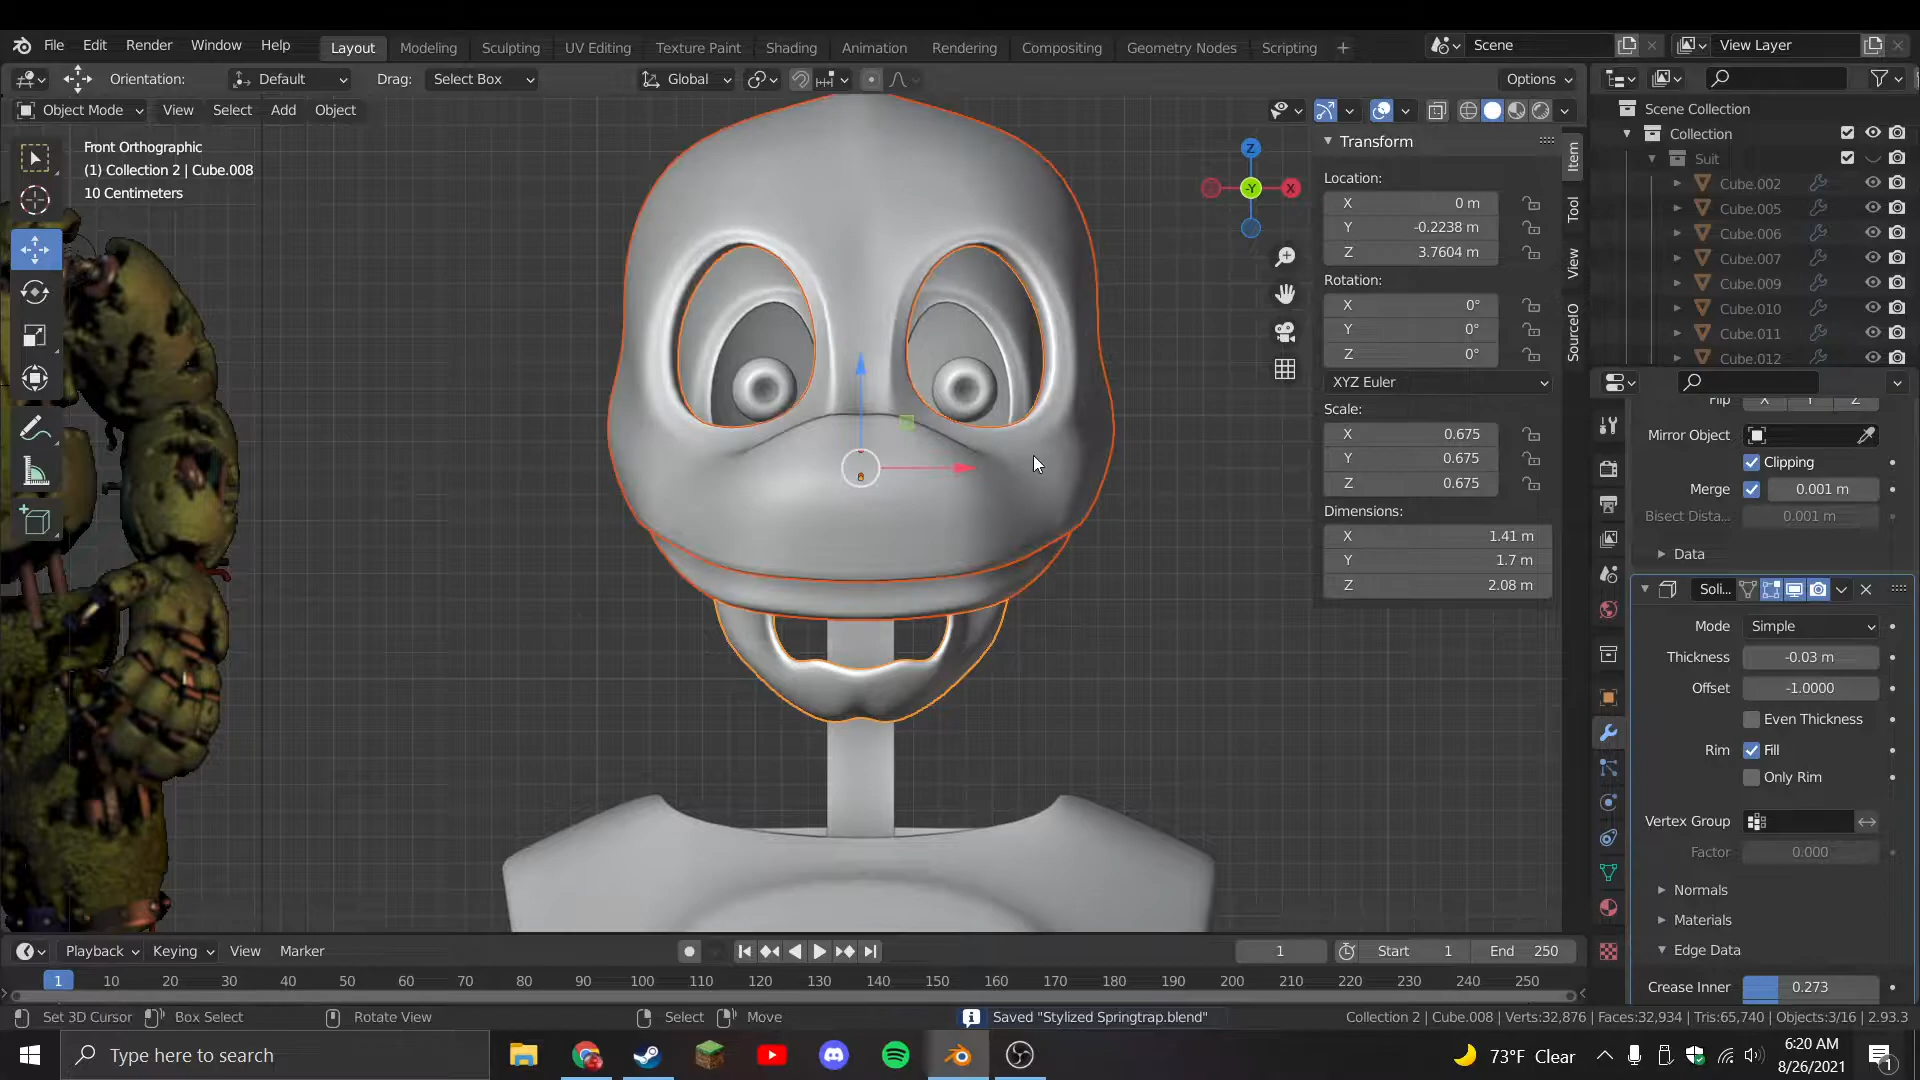 File Edit Render Window Help Layout Modeling Sculpting UV Editing Texture Paint Shading Animation Rendering Compositing Geometry Nodes Scripting Scene View Layer
Orientation: Default Drag: Select Box Global Options
Object Mode View Select Add Object
Front Orthographic
(1) Collection 2 | Cube.008
10 Centimeters
Z
-Y
X
Transform
Location:
X 0 m
Y -0.2238 m
Z 3.7604 m
Rotation:
X 0°
Y 0°
Z 0°
XYZ Euler
Scale:
X 0.675
Y 0.675
Z 0.675
Dimensions:
X 1.41 m
Y 1.7 m
Z 2.08 m
Item
Tool
View
SourceIO
Scene Collection
Collection
Suit
Cube.002
Cube.005
Cube.006
Cube.007
Cube.009
Cube.010
Cube.011
Cube.012
Flip X Y Z
Mirror Object
Clipping
Merge 0.001 m
Bisect Dista... 0.001 m
Data
Soli...
Mode Simple
Thickness -0.03 m
Offset -1.0000
Even Thickness
Rim Fill
Only Rim
Vertex Group
Factor 0.000
Normals
Materials
Edge Data
Crease Inner 0.273
Playback Keying View Marker 1 Start 1 End 250
1 10 20 30 40 50 60 70 80 90 100 110 120 130 140 150 160 170 180 190 200 210 220 230 240 250
Set 3D Cursor Box Select Rotate View Select Move Saved "Stylized Springtrap.blend" Collection 2 | Cube.008 | Verts:32,876 | Faces:32,934 | Tris:65,740 | Objects:3/16 | 2.93.3
Type here to search 73°F Clear 6:20 AM
8/26/2021 1